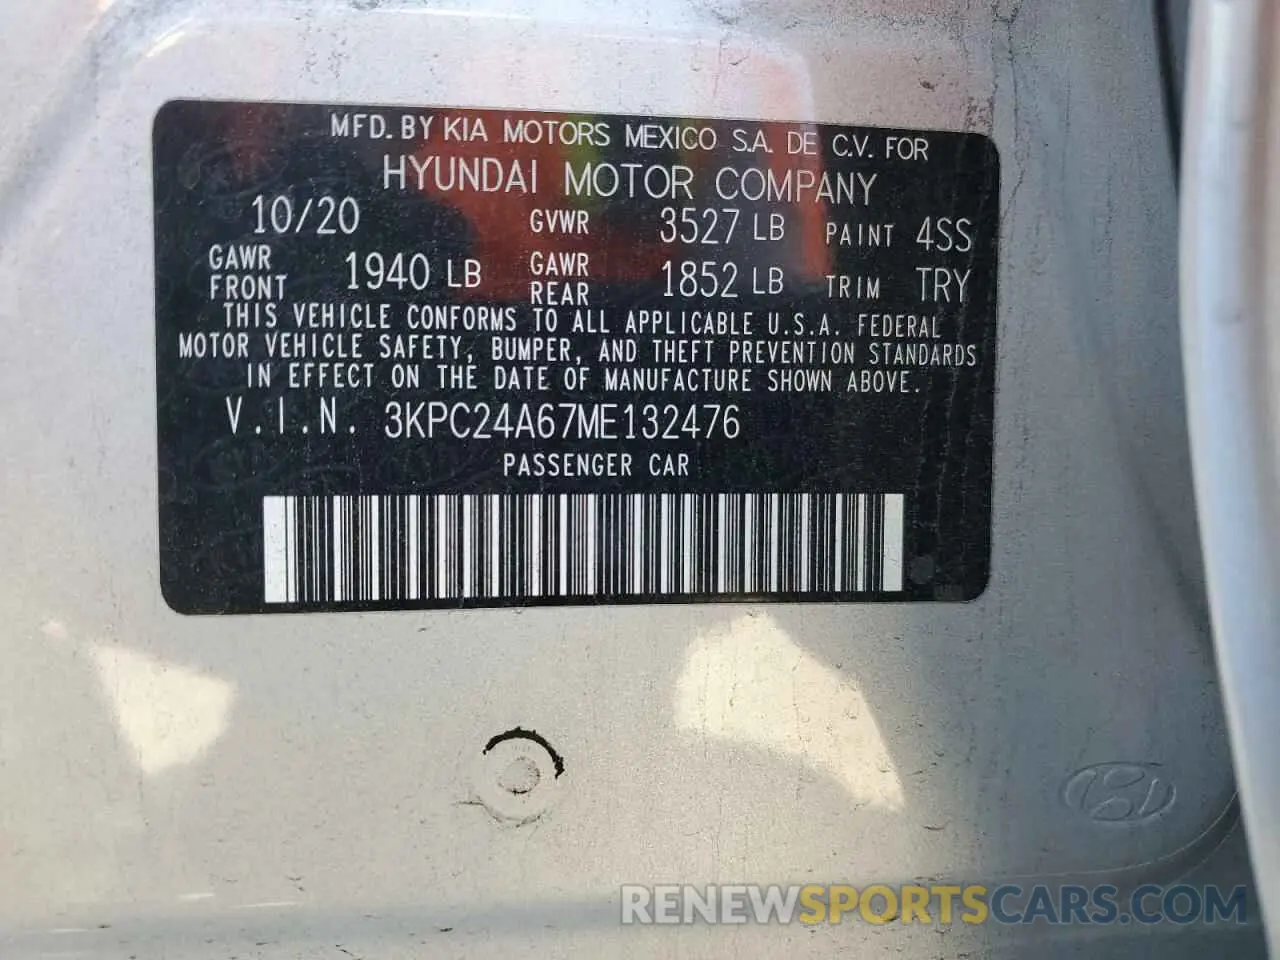 MFD. BY KIA MOTORS MEXICO S.A. DE C.V. FOR
HYUNDAI MOTOR COMPANY
10/20 GVWR 3527 LB PAINT 4SS
GAWR FRONT 1940 LB GAWR REAR 1852 LB TRIM TRY
THIS VEHICLE CONFORMS TO ALL APPLICABLE U.S.A. FEDERAL
MOTOR VEHICLE SAFETY, BUMPER, AND THEFT PREVENTION STANDARDS
IN EFFECT ON THE DATE OF MANUFACTURE SHOWN ABOVE.
V.I.N. 3KPC24A67ME132476
PASSENGER CAR
RENEWSPORTSCARS.COM